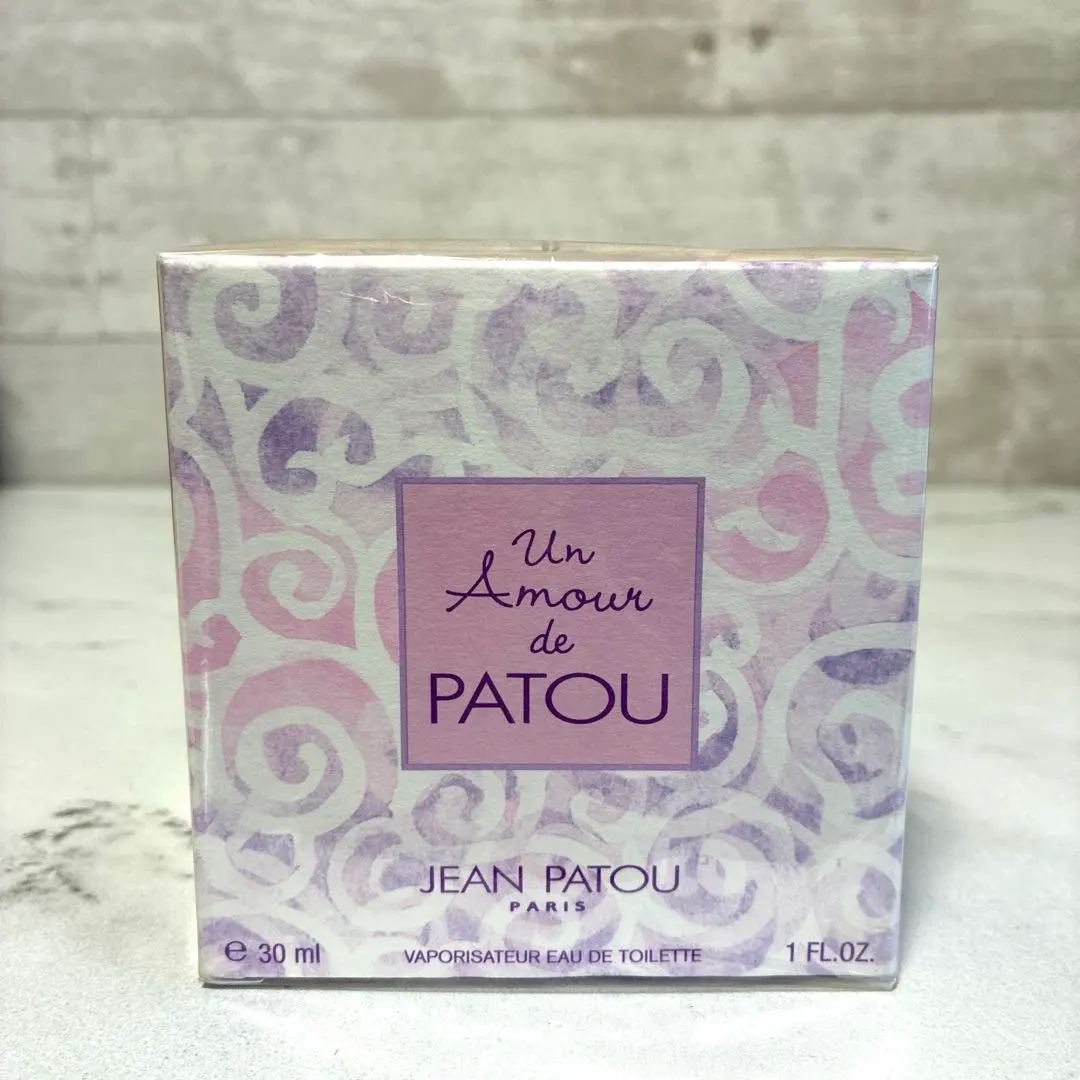 Un
Amour
de
PATOU
JEAN PATOU
PARIS
℮ 30 ml VAPORISATEUR EAU DE TOILETTE 1 FL.OZ.